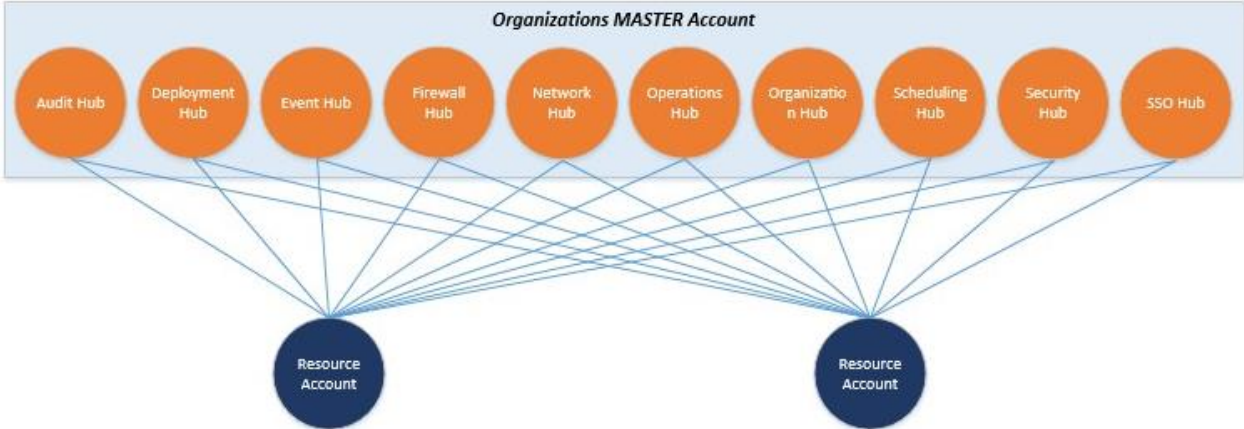 Organizations MASTER Account
Audit Hub
Deployment
Hub
Event Hub
Firewall
Hub
Network
Hub
Operations
Hub
Organizatio
n Hub
Scheduling
Hub
Security
Hub
SSO Hub
Resource
Account
Resource
Account